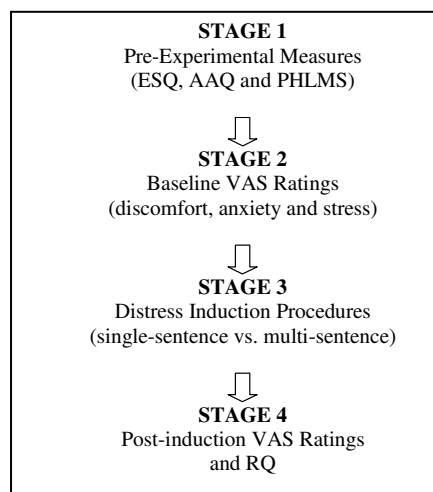 STAGE 1
Pre-Experimental Measures
(ESQ, AAQ and PHLMS)
STAGE 2
Baseline VAS Ratings
(discomfort, anxiety and stress)
STAGE 3
Distress Induction Procedures
(single-sentence vs. multi-sentence)
STAGE 4
Post-induction VAS Ratings
and RQ